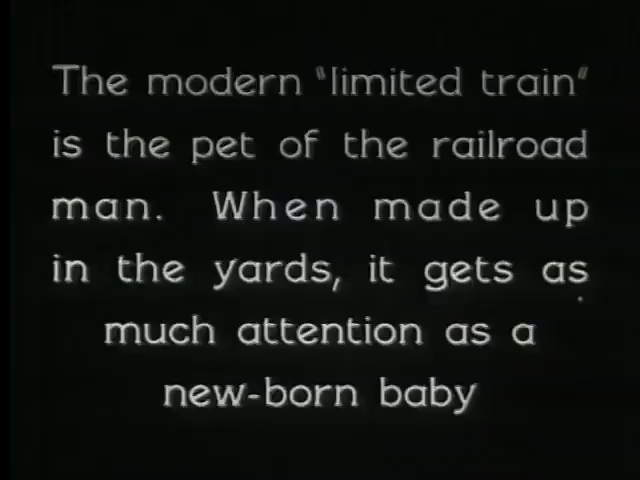 The modern "limited train"
is the pet of the railroad
man. When made up
in the yards, it gets as
much attention as a
new-born baby